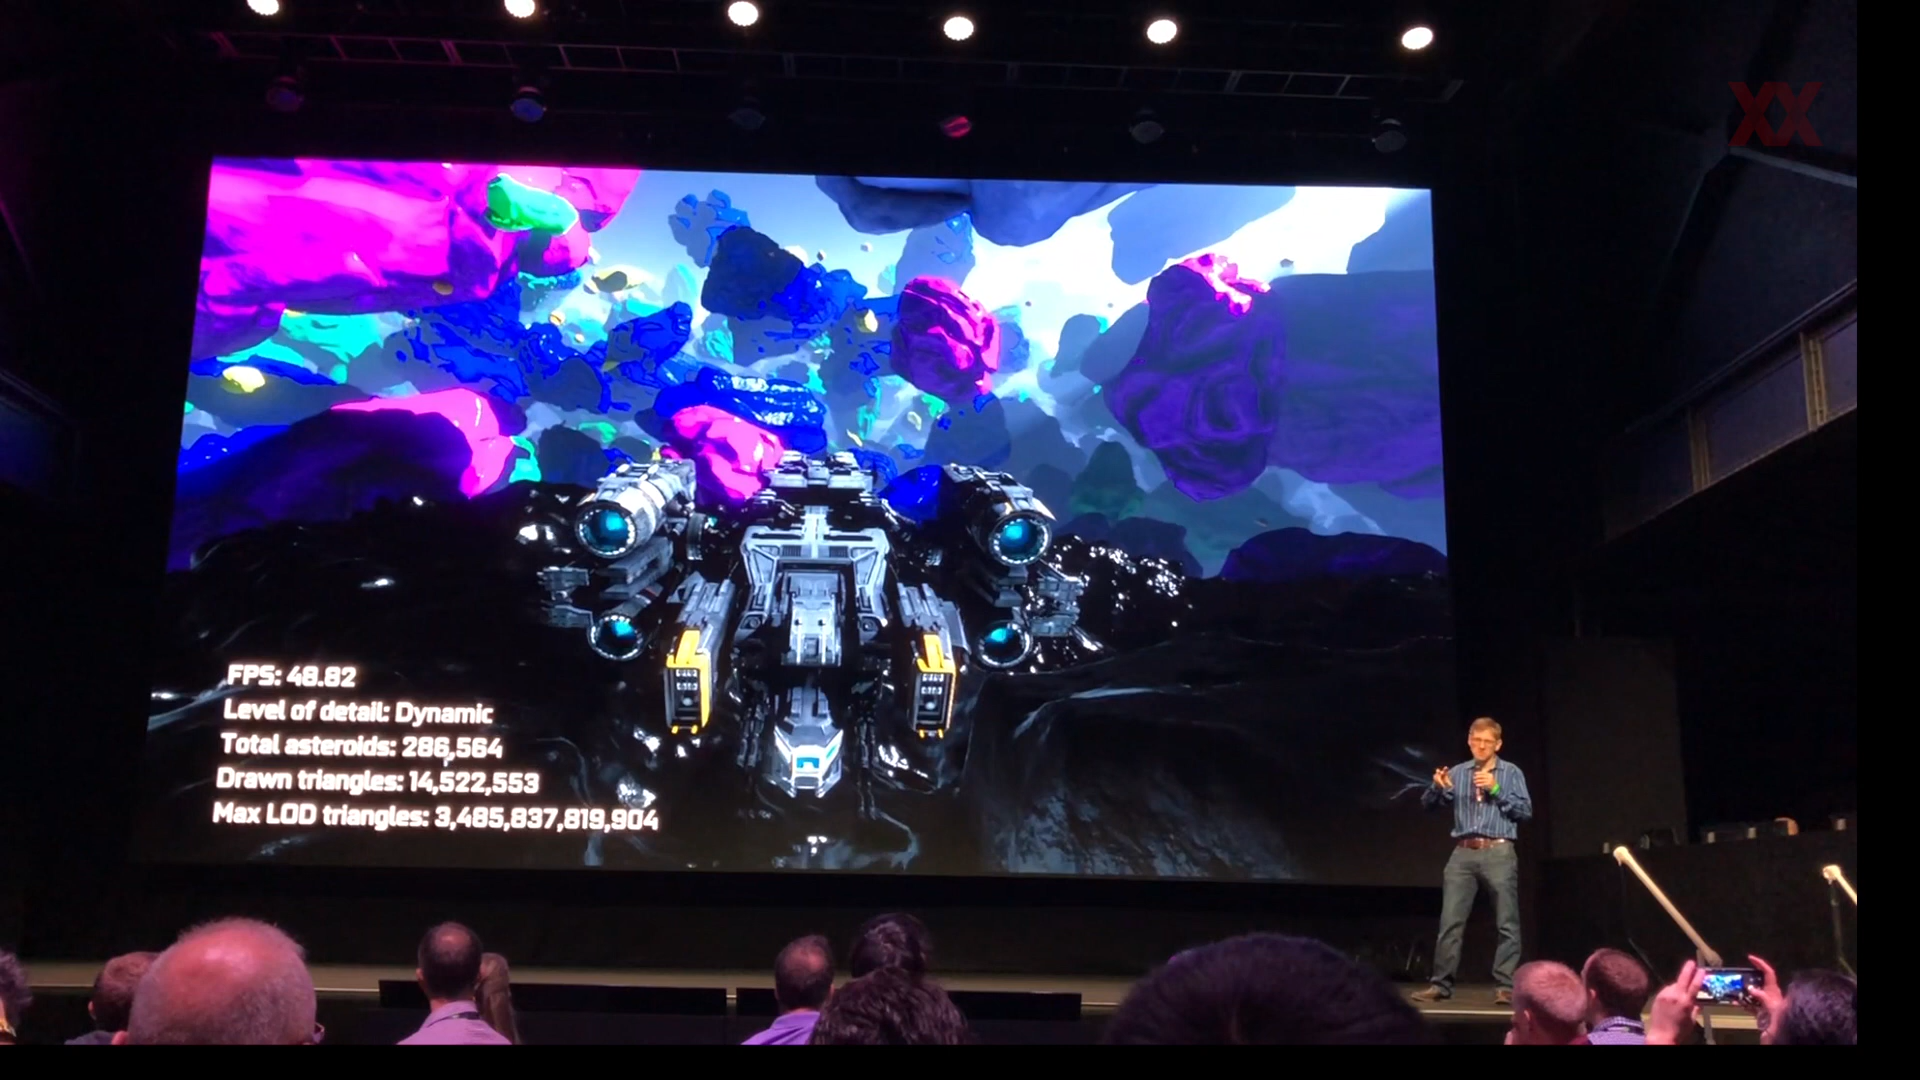 XX
FPS: 48.82
Level of detail: Dynamic
Total asteroids: 286,564
Drawn triangles: 14,522,553
Max LOD triangles: 3,485,837,819,904